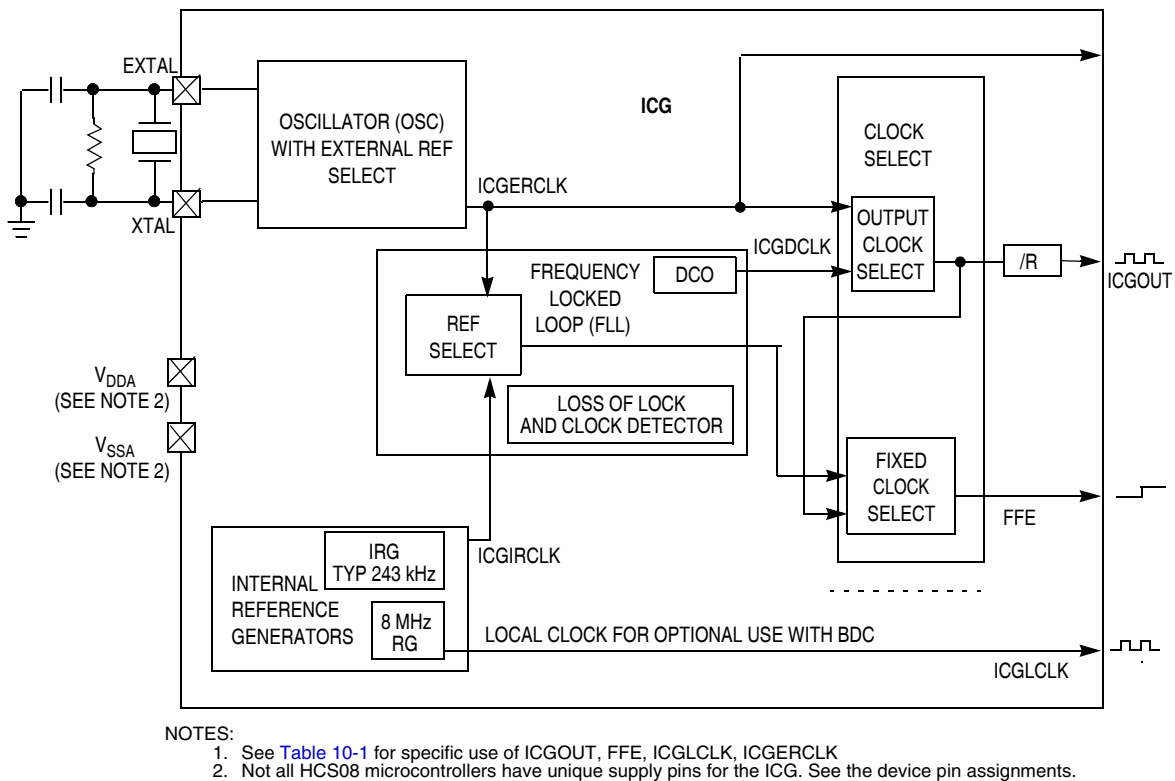 EXTAL
OSCILLATOR (OSC)
WITH EXTERNAL REF
SELECT
ICG
CLOCK
SELECT
ICGERCLK
XTAL
OUTPUT
CLOCK
SELECT
ICGDCLK
/R
ICGOUT
FREQUENCY
LOCKED
LOOP (FLL)
DCO
REF
SELECT
VDDA
(SEE NOTE 2)
LOSS OF LOCK
AND CLOCK DETECTOR
VSSA
(SEE NOTE 2)
FIXED
CLOCK
SELECT
FFE
ICGIRCLK
IRG
TYP 243 kHz
INTERNAL
REFERENCE
GENERATORS
8 MHz
RG
LOCAL CLOCK FOR OPTIONAL USE WITH BDC
ICGLCLK
NOTES:
1. See Table 10-1 for specific use of ICGOUT, FFE, ICGLCLK, ICGERCLK
2. Not all HCS08 microcontrollers have unique supply pins for the ICG. See the device pin assignments.